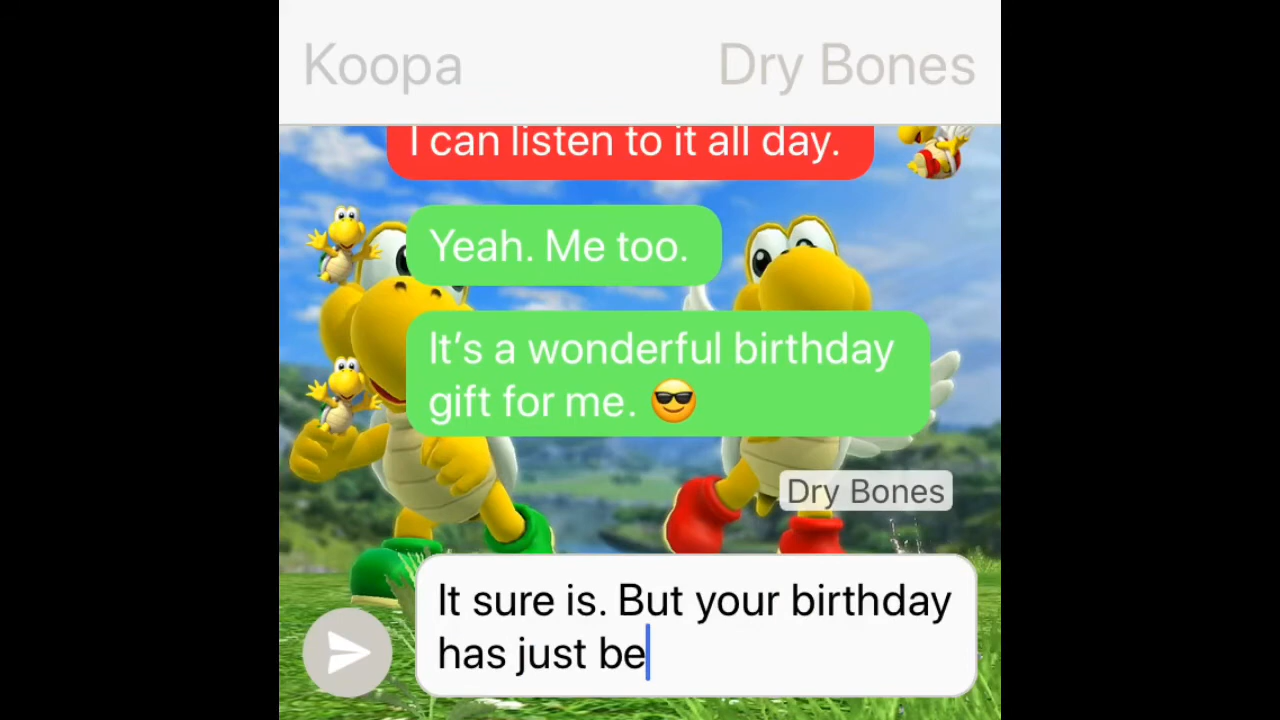 Koopa Dry Bones
I can listen to it all day.
Yeah. Me too.
It’s a wonderful birthday
gift for me. 😎
Dry Bones
It sure is. But your birthday
has just be